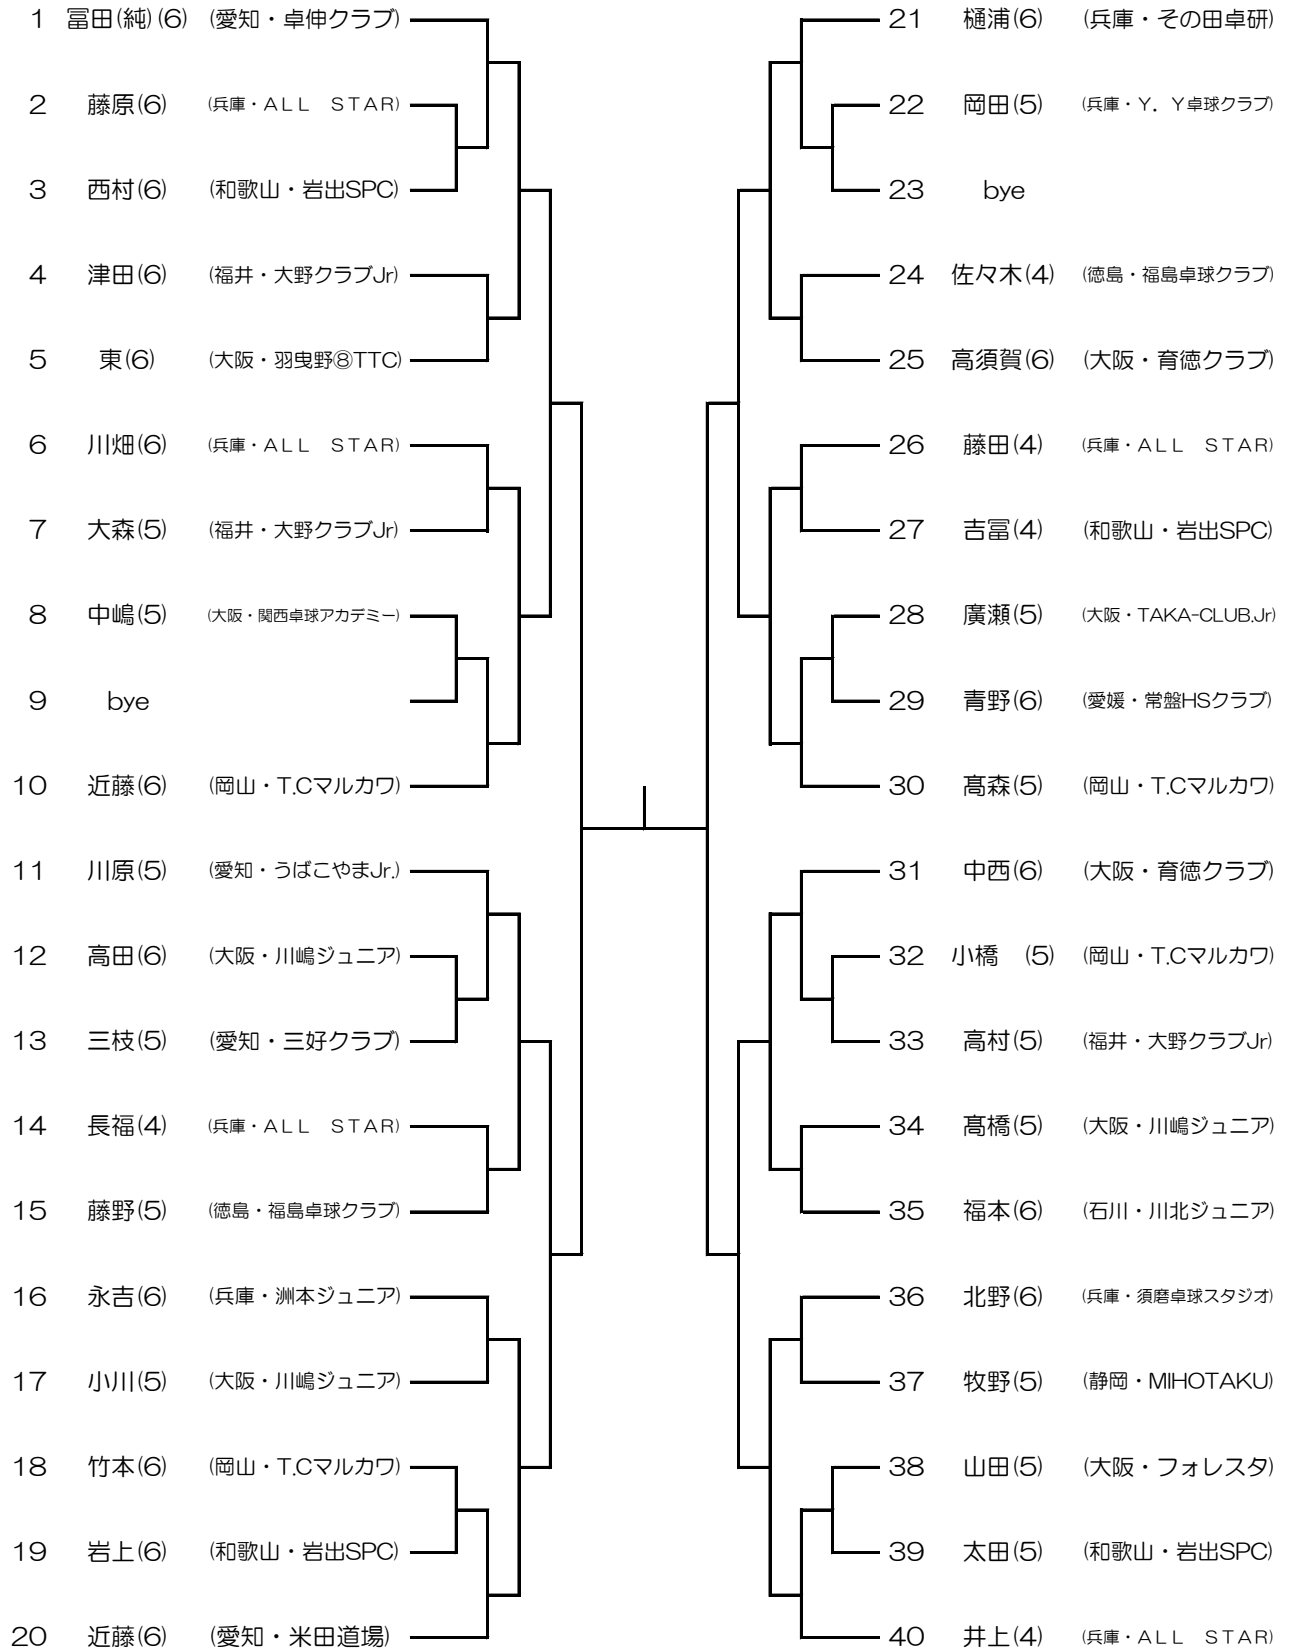 1 冨田(純)(6) (愛知・卓伸クラブ)
2 藤原(6) (兵庫・ALL STAR)
3 西村(6) (和歌山・岩出SPC)
4 津田(6) (福井・大野クラブJr)
5 東(6) (大阪・羽曳野⑧TTC)
6 川畑(6) (兵庫・ALL STAR)
7 大森(5) (福井・大野クラブJr)
8 中嶋(5) (大阪・関西卓球アカデミー)
9 bye
10 近藤(6) (岡山・T.Cマルカワ)
11 川原(5) (愛知・うばこやまJr.)
12 高田(6) (大阪・川嶋ジュニア)
13 三枝(5) (愛知・三好クラブ)
14 長福(4) (兵庫・ALL STAR)
15 藤野(5) (徳島・福島卓球クラブ)
16 永吉(6) (兵庫・洲本ジュニア)
17 小川(5) (大阪・川嶋ジュニア)
18 竹本(6) (岡山・T.Cマルカワ)
19 岩上(6) (和歌山・岩出SPC)
20 近藤(6) (愛知・米田道場)
21 樋浦(6) (兵庫・その田卓研)
22 岡田(5) (兵庫・Y．Y卓球クラブ)
23 bye
24 佐々木(4) (徳島・福島卓球クラブ)
25 高須賀(6) (大阪・育徳クラブ)
26 藤田(4) (兵庫・ALL STAR)
27 吉冨(4) (和歌山・岩出SPC)
28 廣瀬(5) (大阪・TAKA-CLUB.Jr)
29 青野(6) (愛媛・常盤HSクラブ)
30 髙森(5) (岡山・T.Cマルカワ)
31 中西(6) (大阪・育徳クラブ)
32 小橋　(5) (岡山・T.Cマルカワ)
33 高村(5) (福井・大野クラブJr)
34 髙橋(5) (大阪・川嶋ジュニア)
35 福本(6) (石川・川北ジュニア)
36 北野(6) (兵庫・須磨卓球スタジオ)
37 牧野(5) (静岡・MIHOTAKU)
38 山田(5) (大阪・フォレスタ)
39 太田(5) (和歌山・岩出SPC)
40 井上(4) (兵庫・ALL STAR)